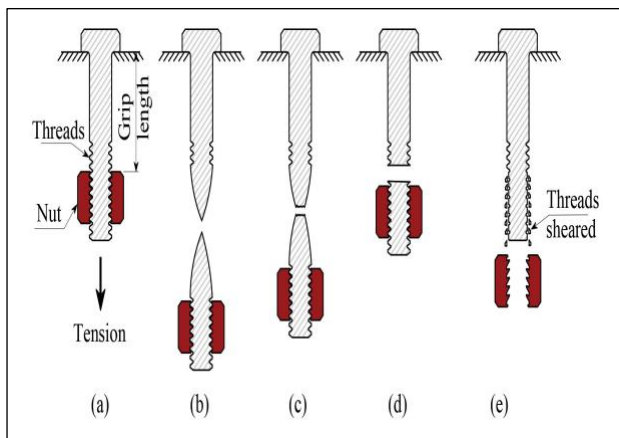 Grip
length
Threads
Nut
Threads
sheared
Tension
(a)
(b)
(c)
(d)
(e)